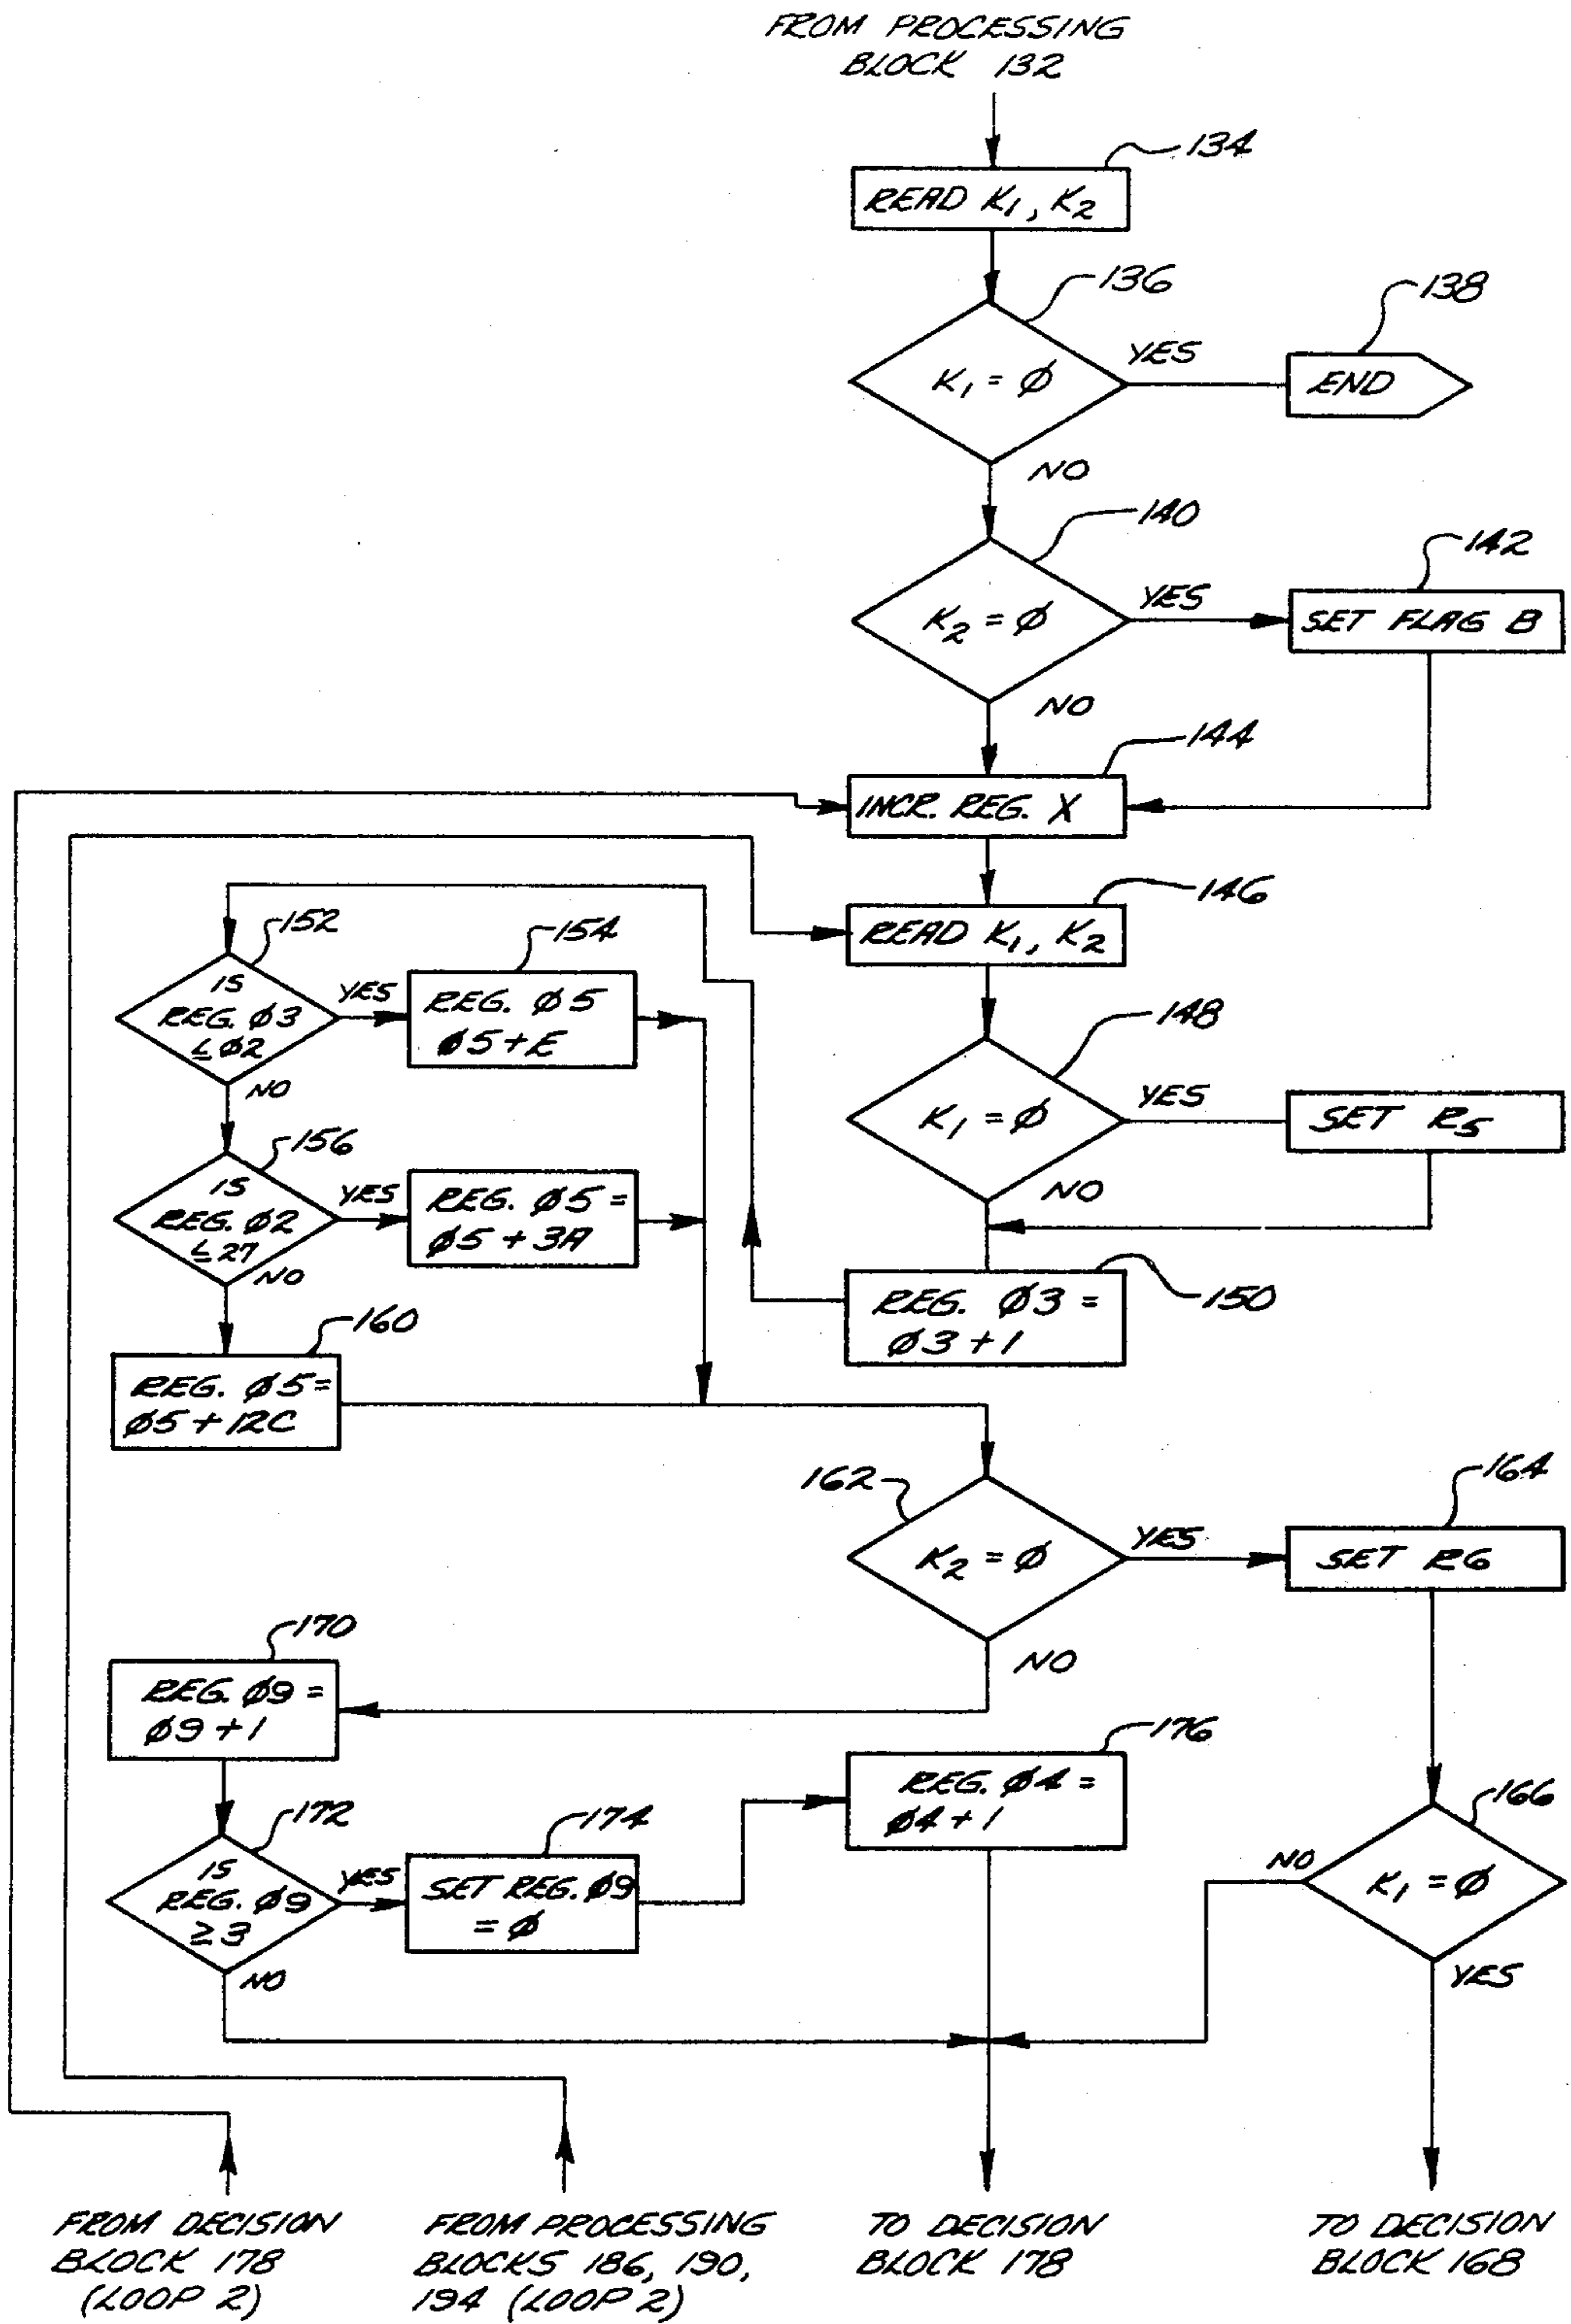 FROM PROCESSING
BLOCK 132
134
READ K₁, K₂
136
K₁ = Ø
YES
138
END
NO
140
K₂ = Ø
YES
142
SET FLAG B
NO
144
INCR. REG. X
146
READ K₁, K₂
148
K₁ = Ø
YES
SET R₅
NO
150
REG. Ø3 =
Ø3 + 1
152
IS
REG. Ø3
≤ Ø2
YES
154
REG. Ø5
Ø5 + E
NO
156
IS
REG. Ø2
≤ 27
YES
REG. Ø5 =
Ø5 + 3A
NO
160
REG. Ø5 =
Ø5 + 12C
162
K₂ = Ø
YES
164
SET R6
NO
166
K₁ = Ø
NO
YES
170
REG. Ø9 =
Ø9 + 1
172
IS
REG. Ø9
≥ 3
YES
174
SET REG. Ø9
= Ø
176
REG. Ø4 =
Ø4 + 1
NO
FROM DECISION
BLOCK 178
(LOOP 2)
FROM PROCESSING
BLOCKS 186, 190,
194 (LOOP 2)
TO DECISION
BLOCK 178
TO DECISION
BLOCK 168